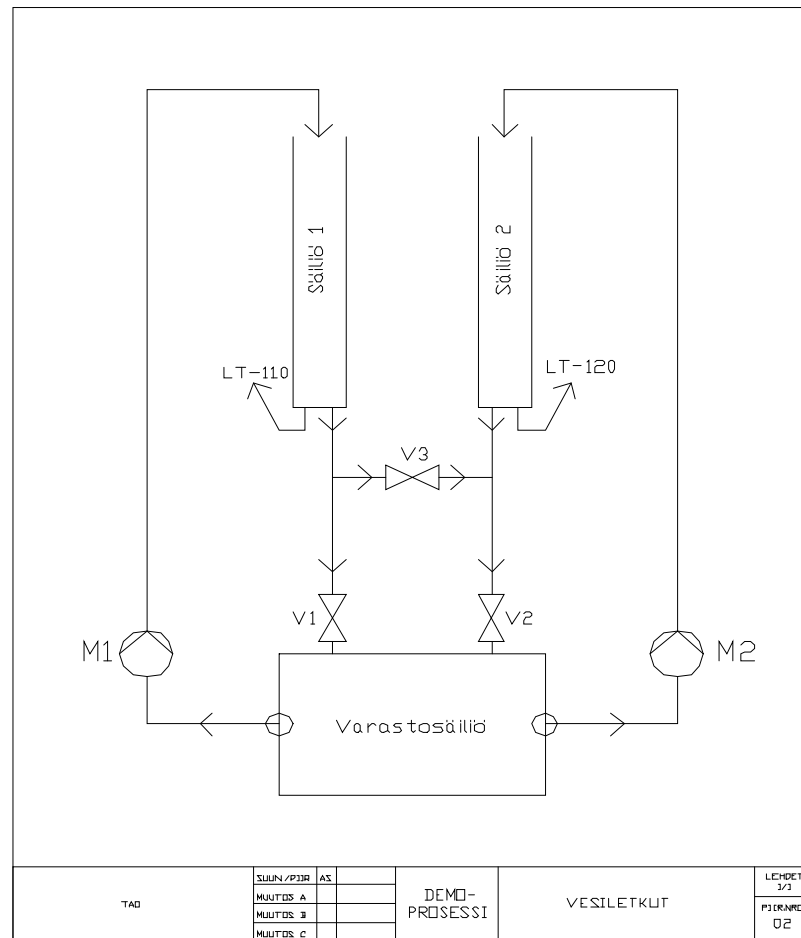 Säiliö 1
Säiliö 2
LT-110
LT-120
V3
V1
V2
M1
M2
Varastosäiliö
TAO
SUUN/PIIR AS
MUUTOS A
MUUTOS B
MUUTOS C
DEMO-
PROSESSI
VESILETKUT
LEHDET
1/1
PIIR.NRO
02